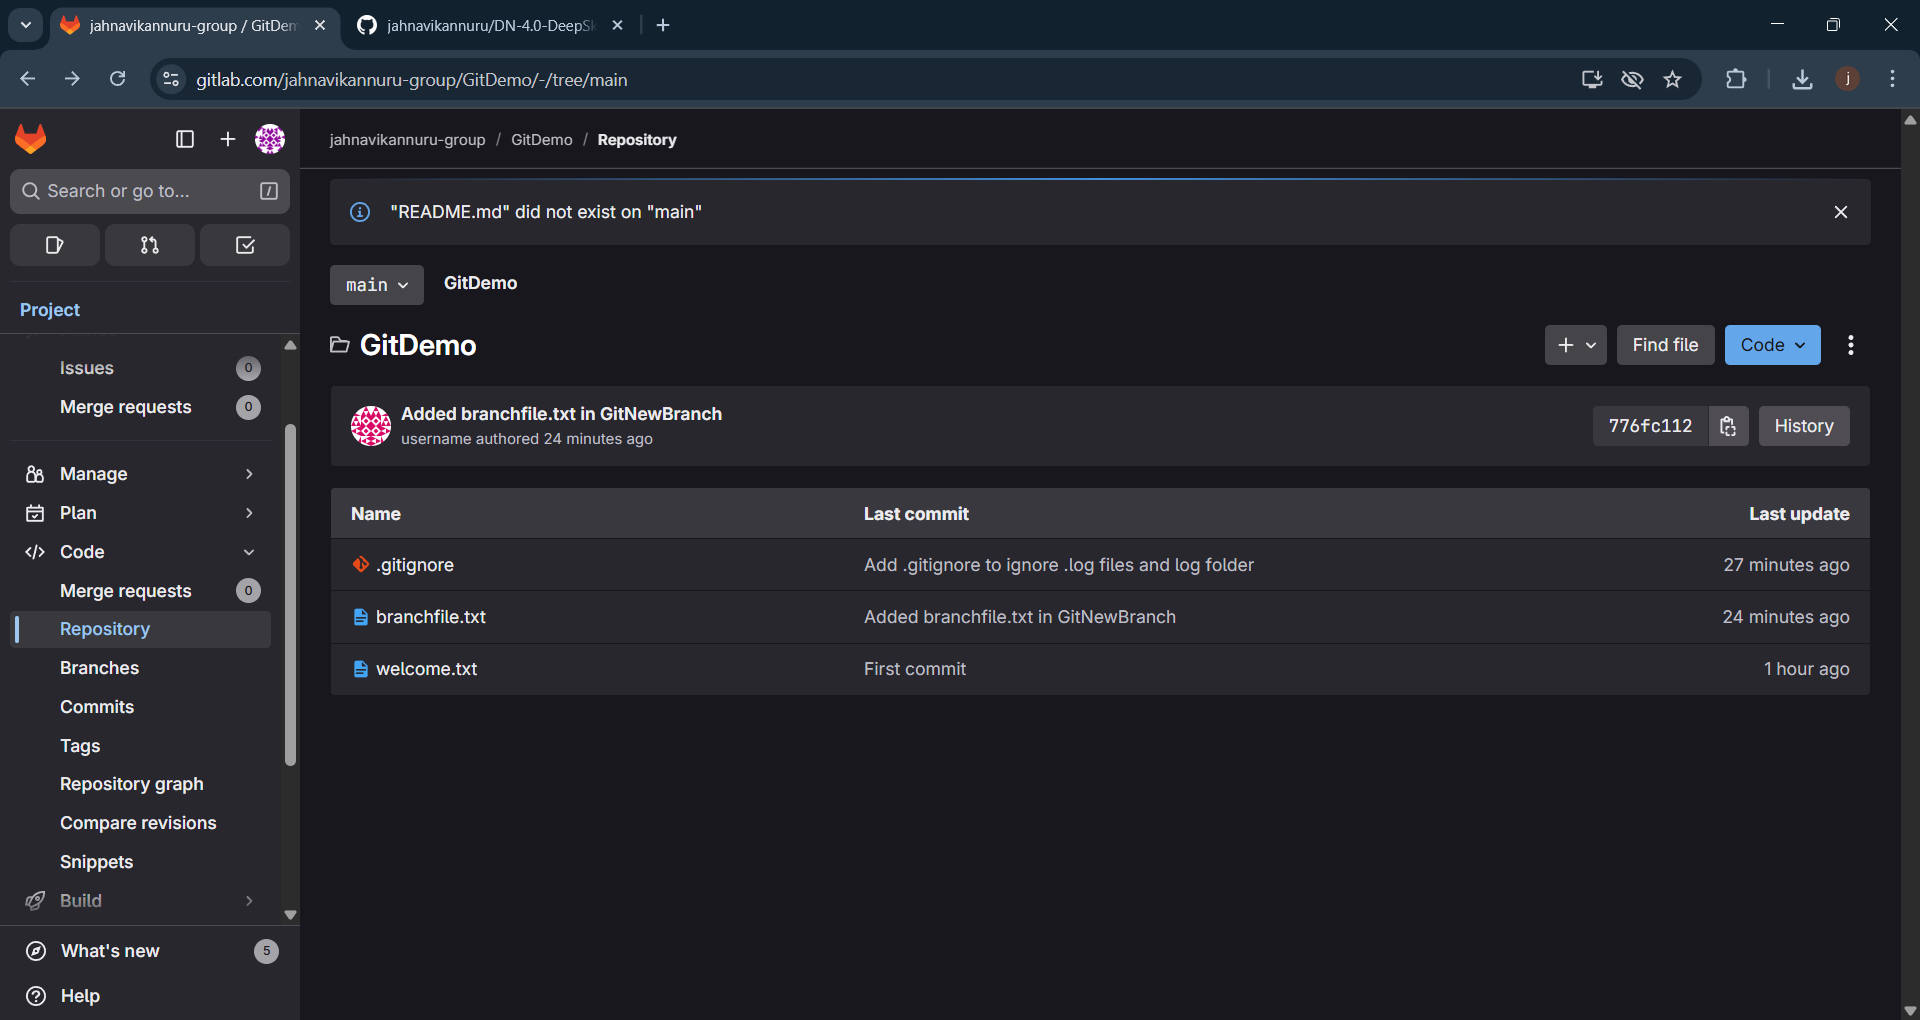 jahnavikannuru-group / GitDem
jahnavikannuru/DN-4.0-DeepSk
gitlab.com/jahnavikannuru-group/GitDemo/-/tree/main
j
Search or go to...
/
Project
Issues 0
Merge requests 0
Manage
Plan
Code
Merge requests 0
Repository
Branches
Commits
Tags
Repository graph
Compare revisions
Snippets
Build
What's new 5
Help
jahnavikannuru-group / GitDemo / Repository
"README.md" did not exist on "main"
main
GitDemo
GitDemo
Find file
Code
Added branchfile.txt in GitNewBranch
username authored 24 minutes ago
776fc112
History
Name Last commit Last update
.gitignore Add .gitignore to ignore .log files and log folder 27 minutes ago
branchfile.txt Added branchfile.txt in GitNewBranch 24 minutes ago
welcome.txt First commit 1 hour ago